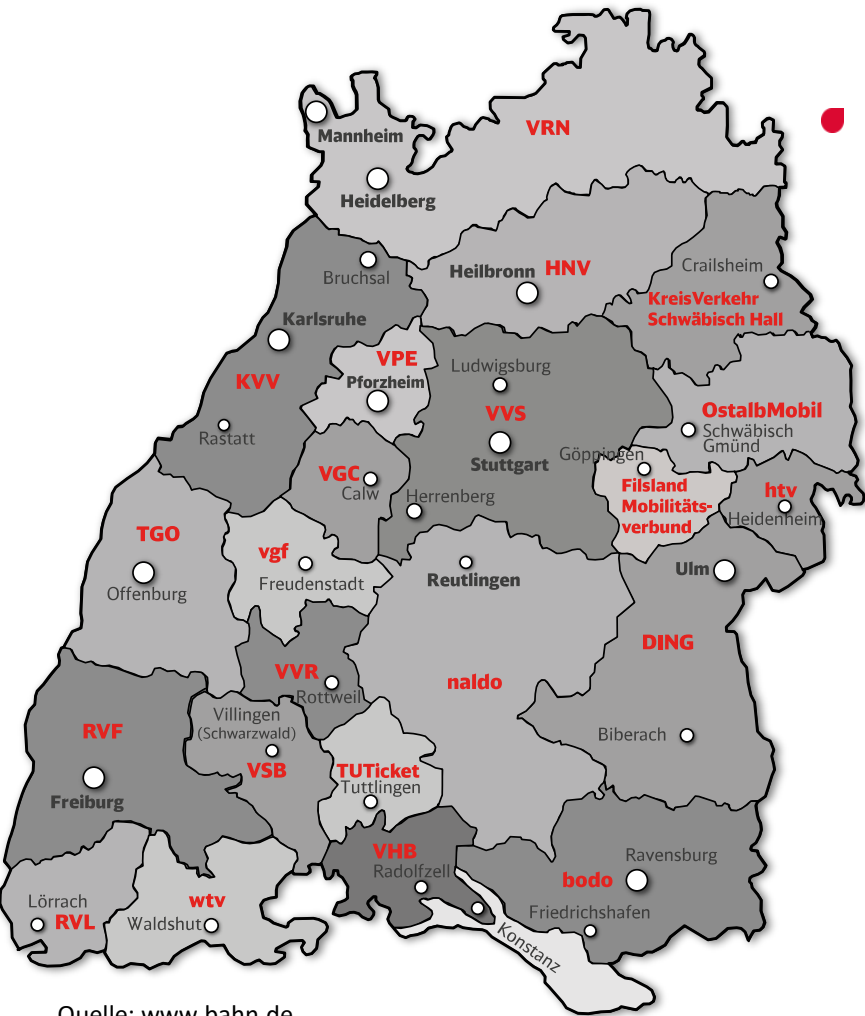 VRN
Mannheim
Heidelberg
Heilbronn
HNV
Bruchsal
Crailsheim
KreisVerkehr
Schwäbisch Hall
Karlsruhe
VPE
Pforzheim
Ludwigsburg
KVV
VVS
OstalbMobil
Rastatt
Schwäbisch
Gmünd
Stuttgart
Göppingen
VGC
Calw
Filsland
Mobilitäts-
verbund
htv
Herrenberg
Heidenheim
TGO
vgf
Freudenstadt
Reutlingen
Ulm
Offenburg
DING
VVR
Rottweil
naldo
Villingen
(Schwarzwald)
RVF
VSB
Biberach
TUTicket
Tuttlingen
Freiburg
VHB
Radolfzell
Ravensburg
bodo
Lörrach
RVL
wtv
Waldshut
Friedrichshafen
Konstanz
Quelle: www.bahn.de